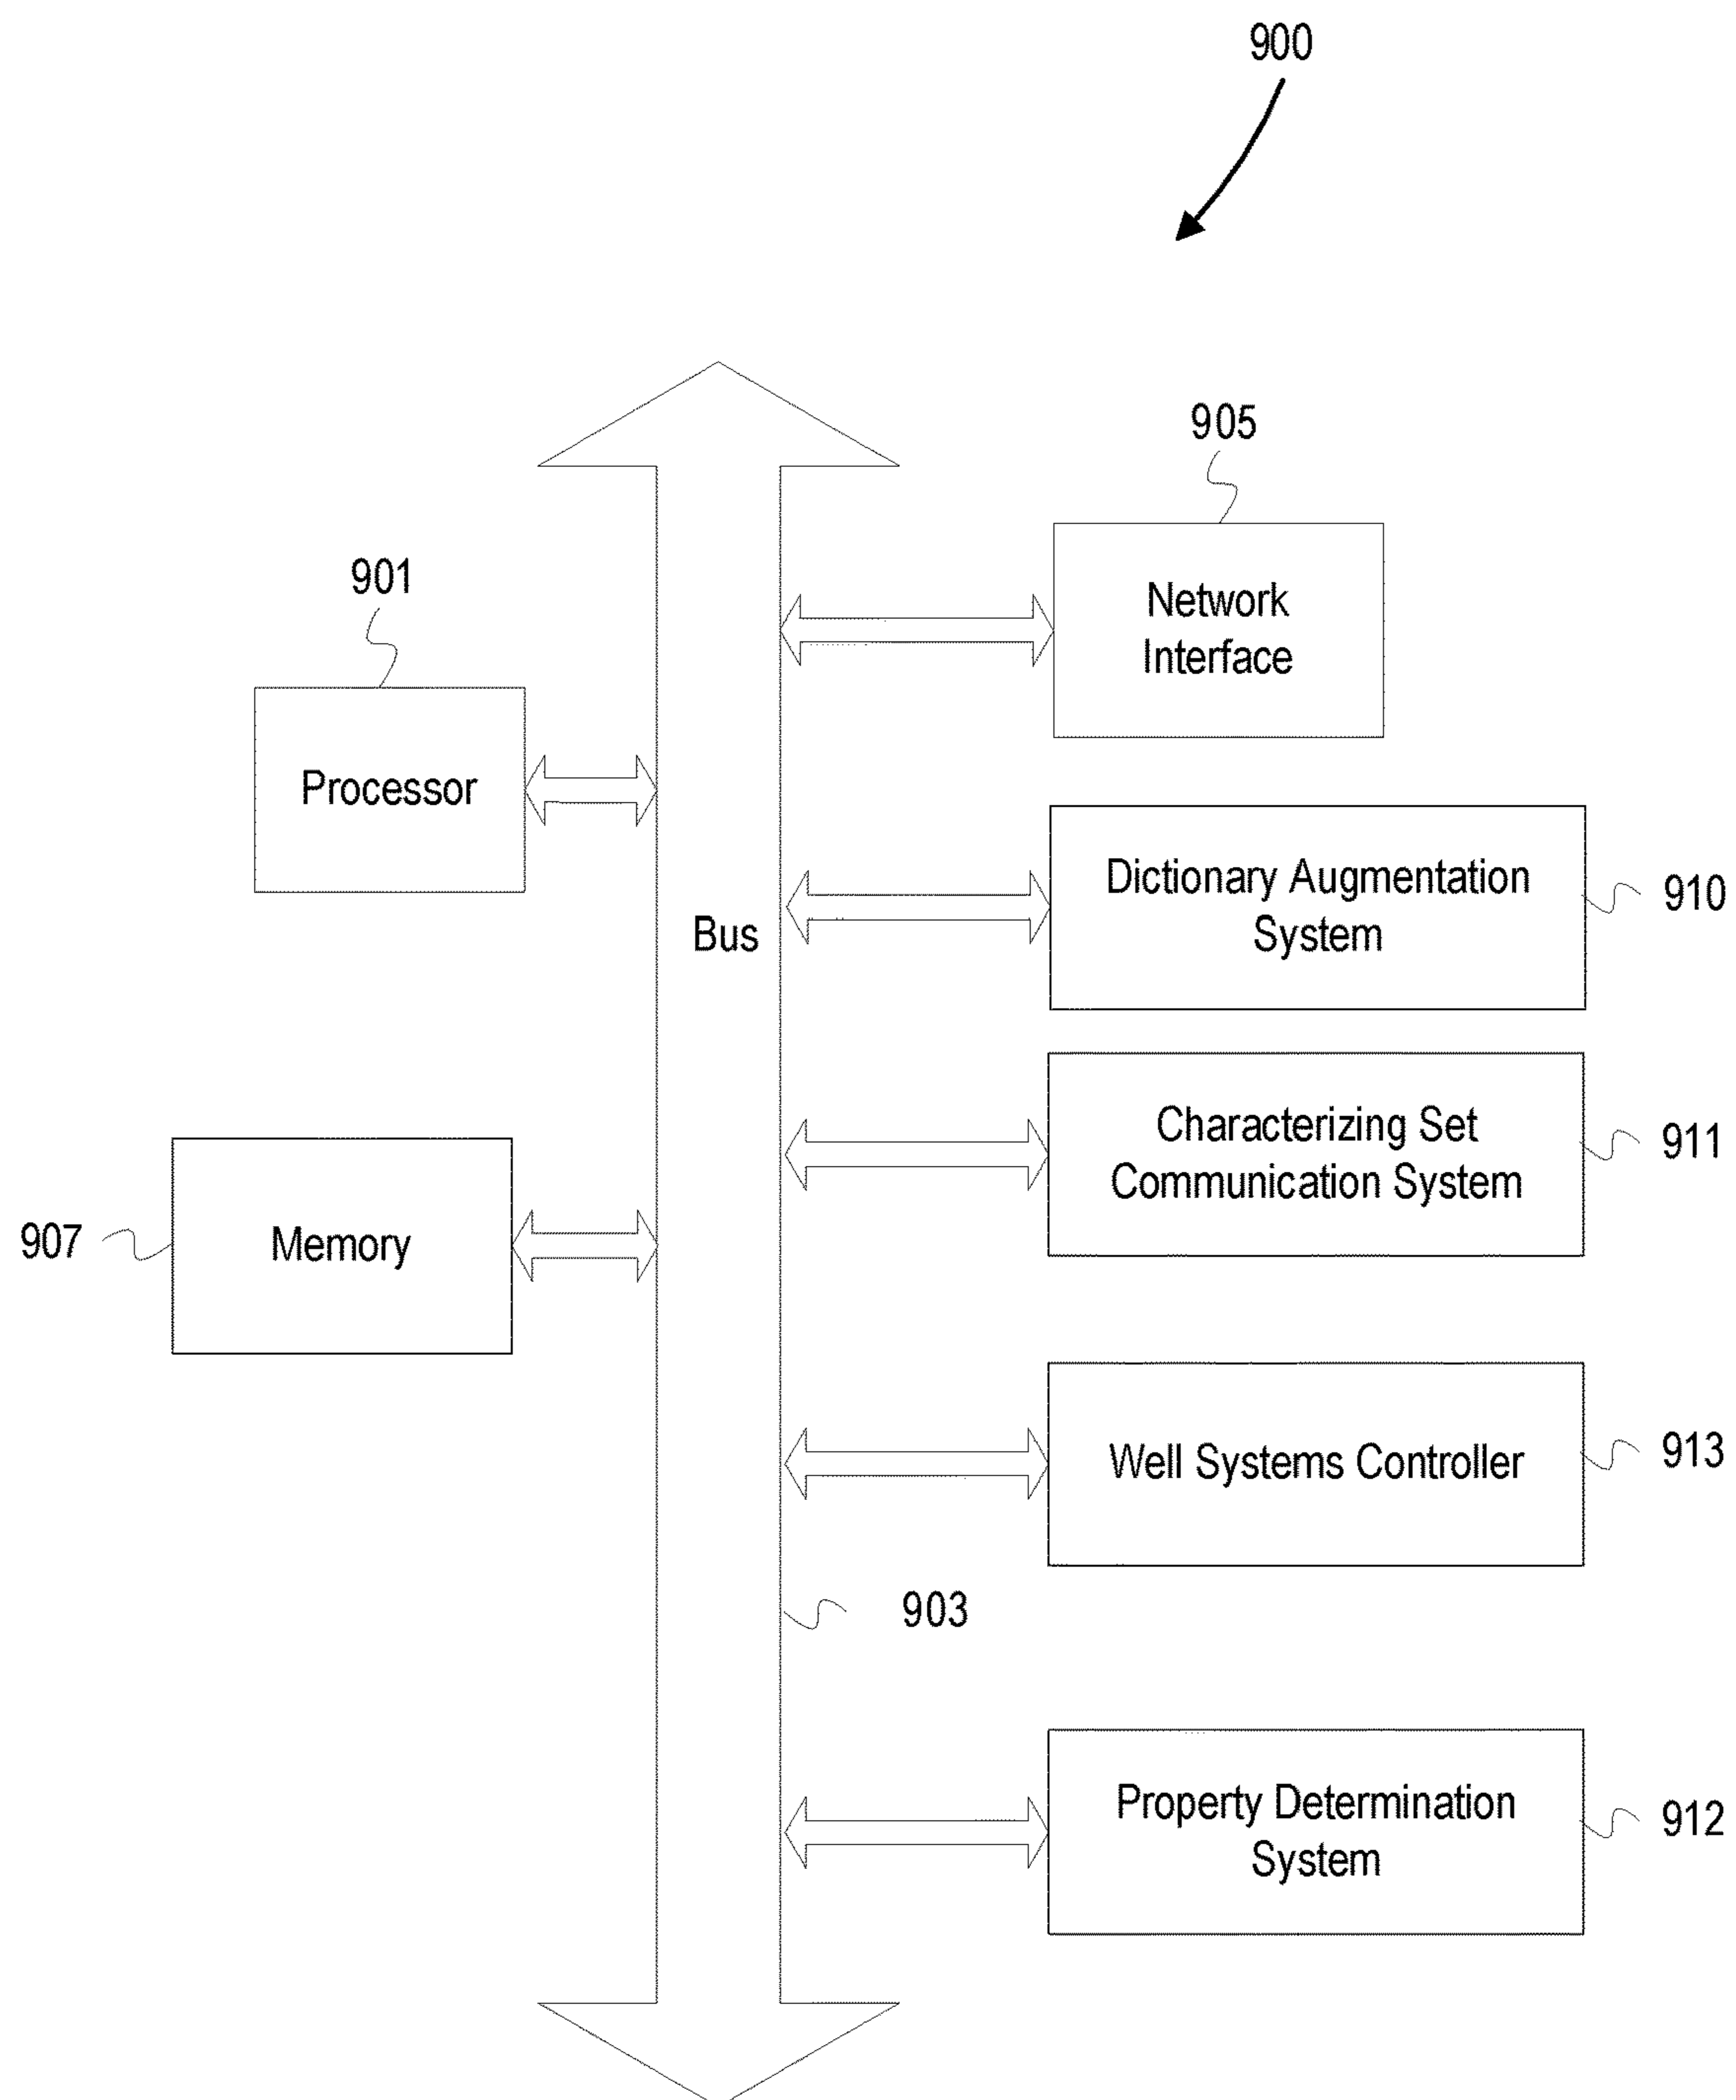 900
905
Network
Interface
901
Processor
Dictionary Augmentation
System
910
Bus
Characterizing Set
Communication System
911
907
Memory
Well Systems Controller
913
903
Property Determination
System
912